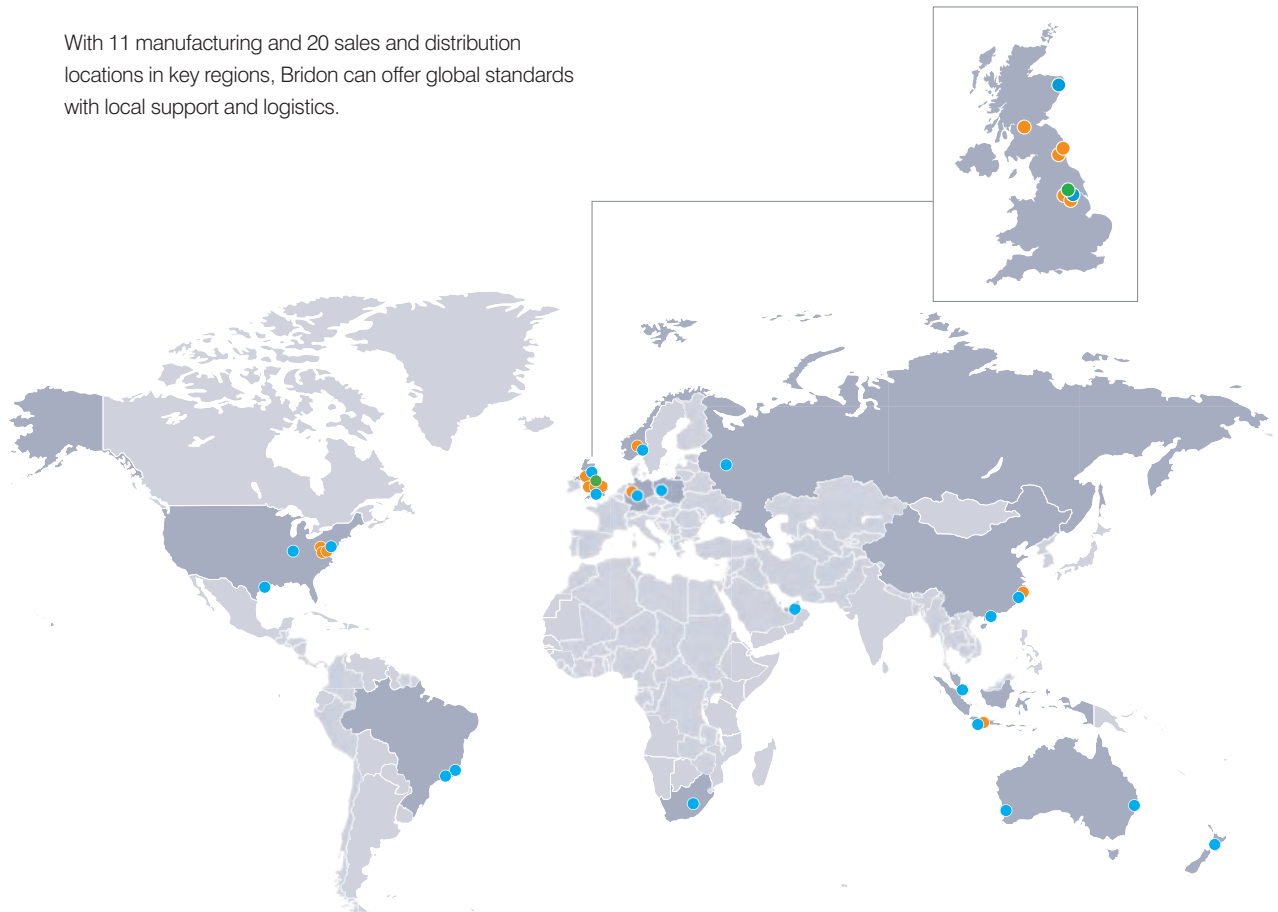 With 11 manufacturing and 20 sales and distribution
locations in key regions, Bridon can offer global standards
with local support and logistics.